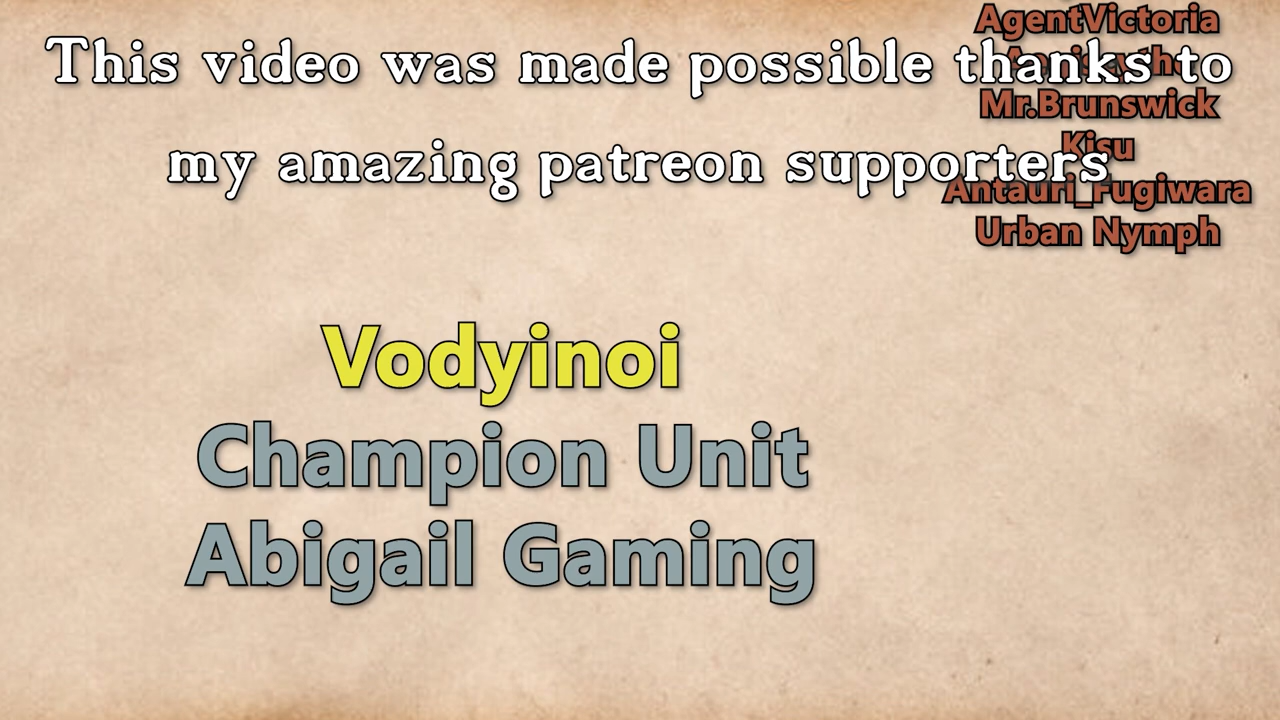 AgentVictoria
This video was made possible thanks to
Mr.Brunswick
Kisu
my amazing patreon supporters
Antauri_Fugiwara
Urban Nymph
Vodyinoi
Champion Unit
Abigail Gaming